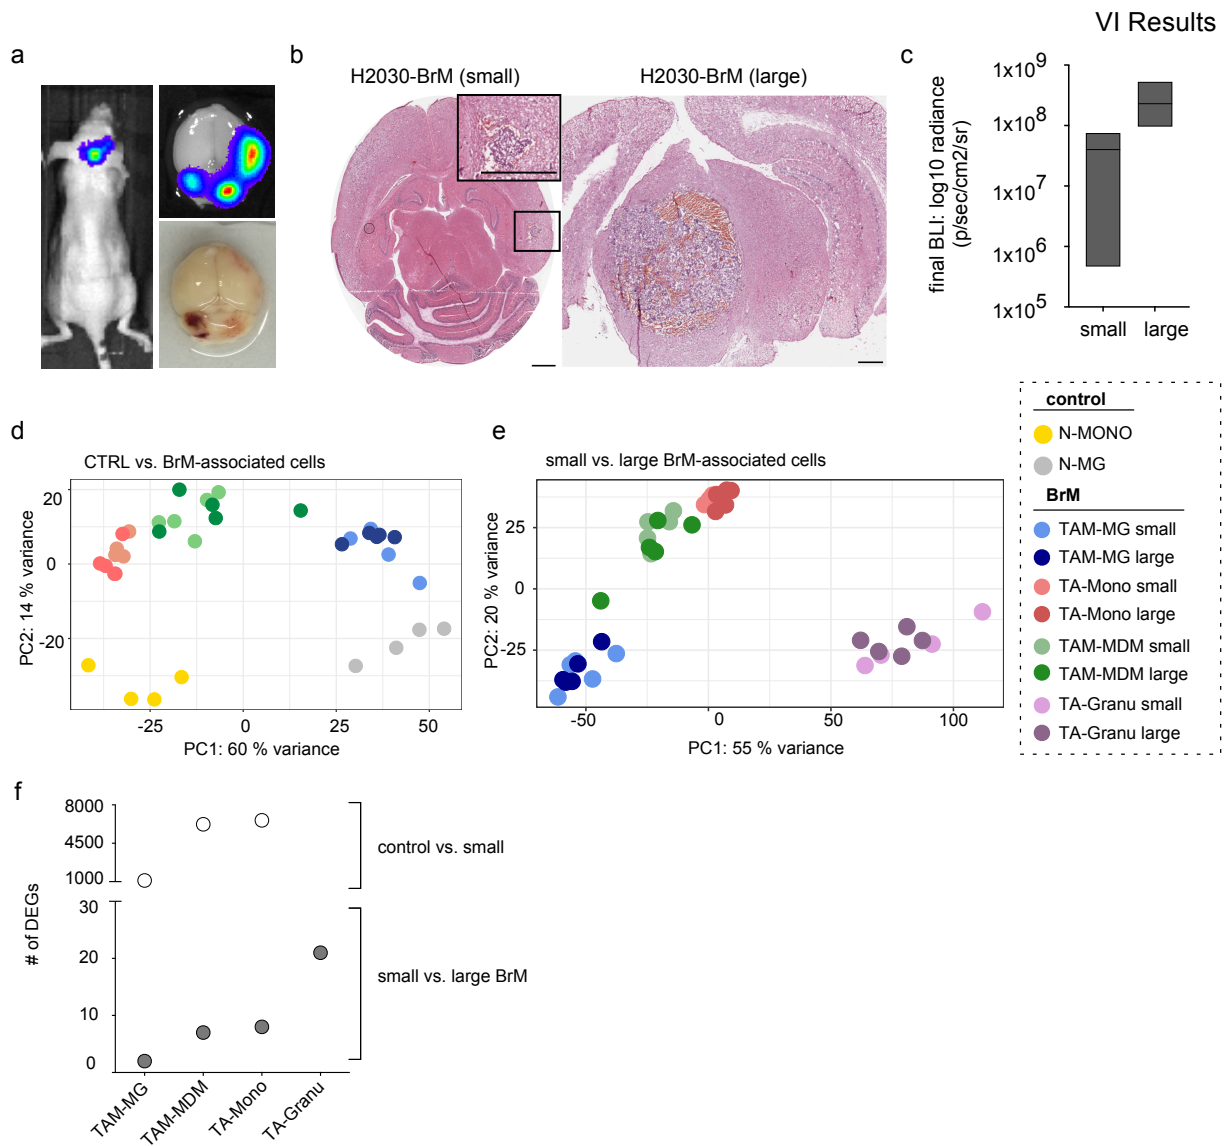 VI Results
a
b
H2030-BrM (small)
H2030-BrM (large)
c
final BLI: log10 radiance
(p/sec/cm2/sr)
1x10⁹
1x10⁸
1x10⁷
1x10⁶
1x10⁵
small
large
d
CTRL vs. BrM-associated cells
PC2: 14 % variance
20
0
-20
-25
0
25
50
PC1: 60 % variance
e
small vs. large BrM-associated cells
PC2: 20 % variance
25
0
-25
-50
0
50
100
PC1: 55 % variance
control
N-MONO
N-MG
BrM
TAM-MG small
TAM-MG large
TA-Mono small
TA-Mono large
TAM-MDM small
TAM-MDM large
TA-Granu small
TA-Granu large
f
# of DEGs
8000
4500
1000
30
20
10
0
control vs. small
small vs. large BrM
TAM-MG
TAM-MDM
TA-Mono
TA-Granu